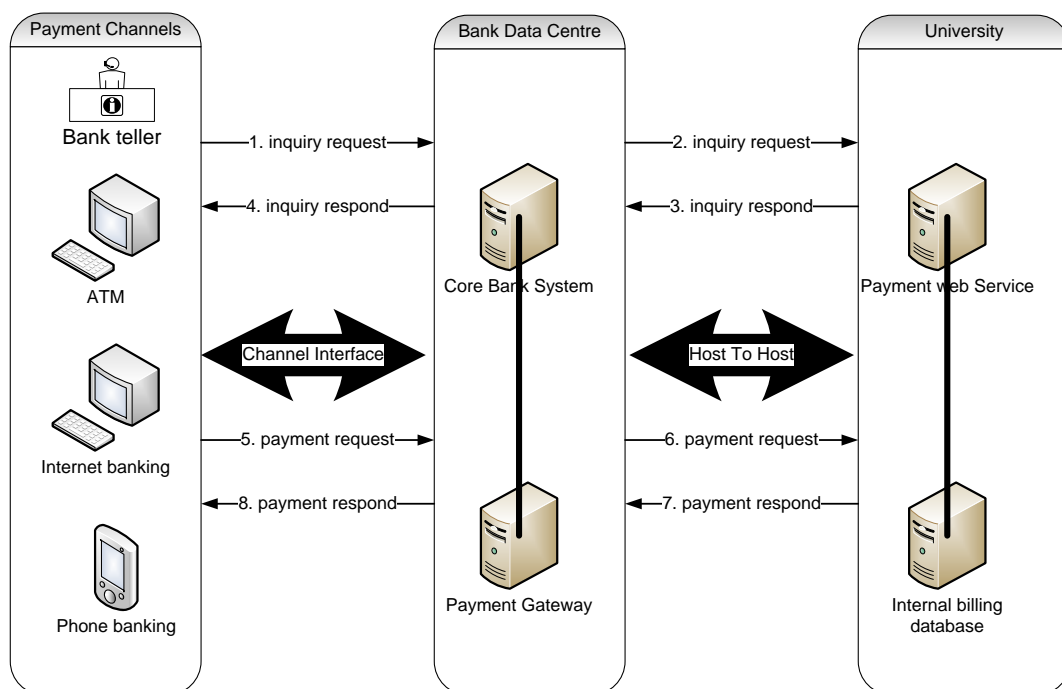 Payment Channels
Bank Data Centre
University
Bank teller
1. inquiry request
2. inquiry request
4. inquiry respond
3. inquiry respond
ATM
Core Bank System
Payment web Service
Channel Interface
Host To Host
5. payment request
6. payment request
Internet banking
8. payment respond
7. payment respond
Phone banking
Payment Gateway
Internal billing
database